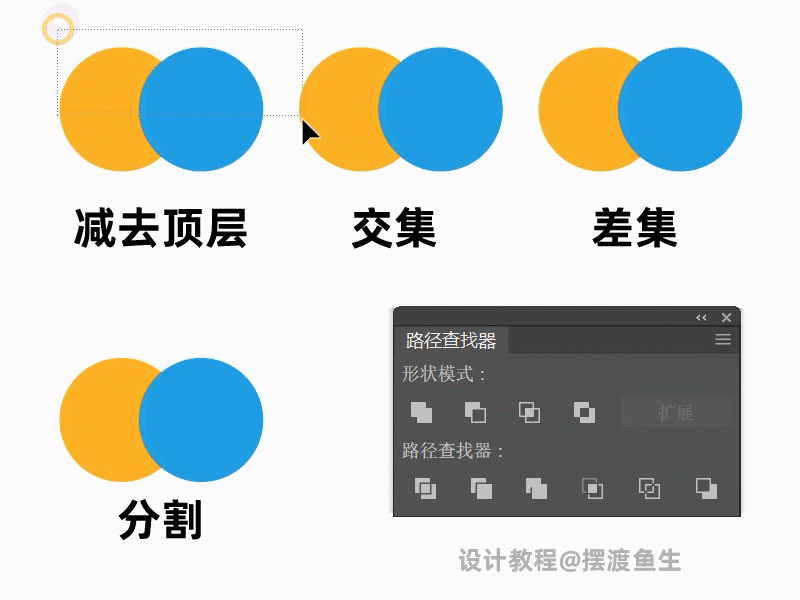 减去顶层
交集
差集
路径查找器
形状模式：
扩展
路径查找器：
分割
设计教程@摆渡鱼生